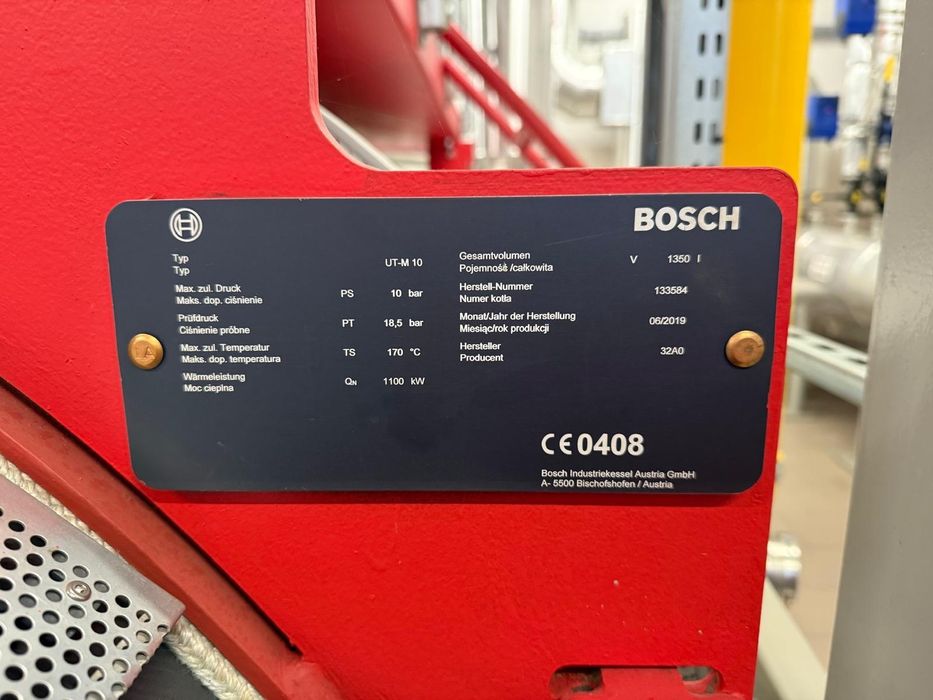 BOSCH
Typ
Typ
UT-M 10
Max. zul. Druck
Maks. dop. ciśnienie
PS 10 bar
Prüfdruck
Ciśnienie próbne
PT 18,5 bar
Max. zul. Temperatur
Maks. dop. temperatura
TS 170 °C
Wärmeleistung
Moc cieplna
QN 1100 kW
Gesamtvolumen
Pojemność /całkowita
V 1350 l
Herstell-Nummer
Numer kotła
133584
Monat/Jahr der Herstellung
Miesiąc/rok produkcji
06/2019
Hersteller
Producent
32A0
CE0408
Bosch Industriekessel Austria GmbH
A- 5500 Bischofshofen / Austria